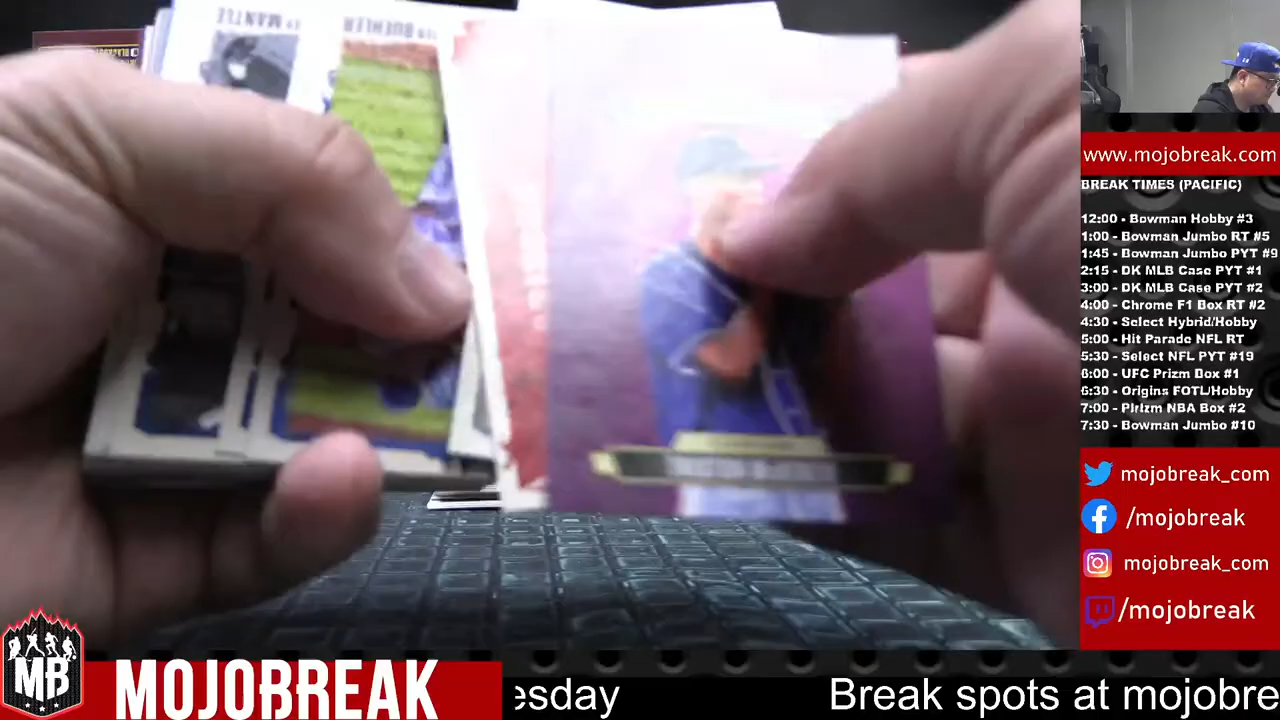 MANTLE
BUEHLER
www.mojobreak.com
BREAK TIMES (PACIFIC)
12:00 - Bowman Hobby #3
1:00 - Bowman Jumbo RT #5
1:45 - Bowman Jumbo PYT #9
2:15 - DK MLB Case PYT #1
3:00 - DK MLB Case PYT #2
4:00 - Chrome F1 Box RT #2
4:30 - Select Hybrid/Hobby
5:00 - Hit Parade NFL RT
5:30 - Select NFL PYT #19
6:00 - UFC Prizm Box #1
6:30 - Origins FOTL/Hobby
7:00 - Pirizm NBA Box #2
7:30 - Bowman Jumbo #10
mojobreak_com
/mojobreak
mojobreak_com
/mojobreak
MB
MOJOBREAK
esday Break spots at mojobre